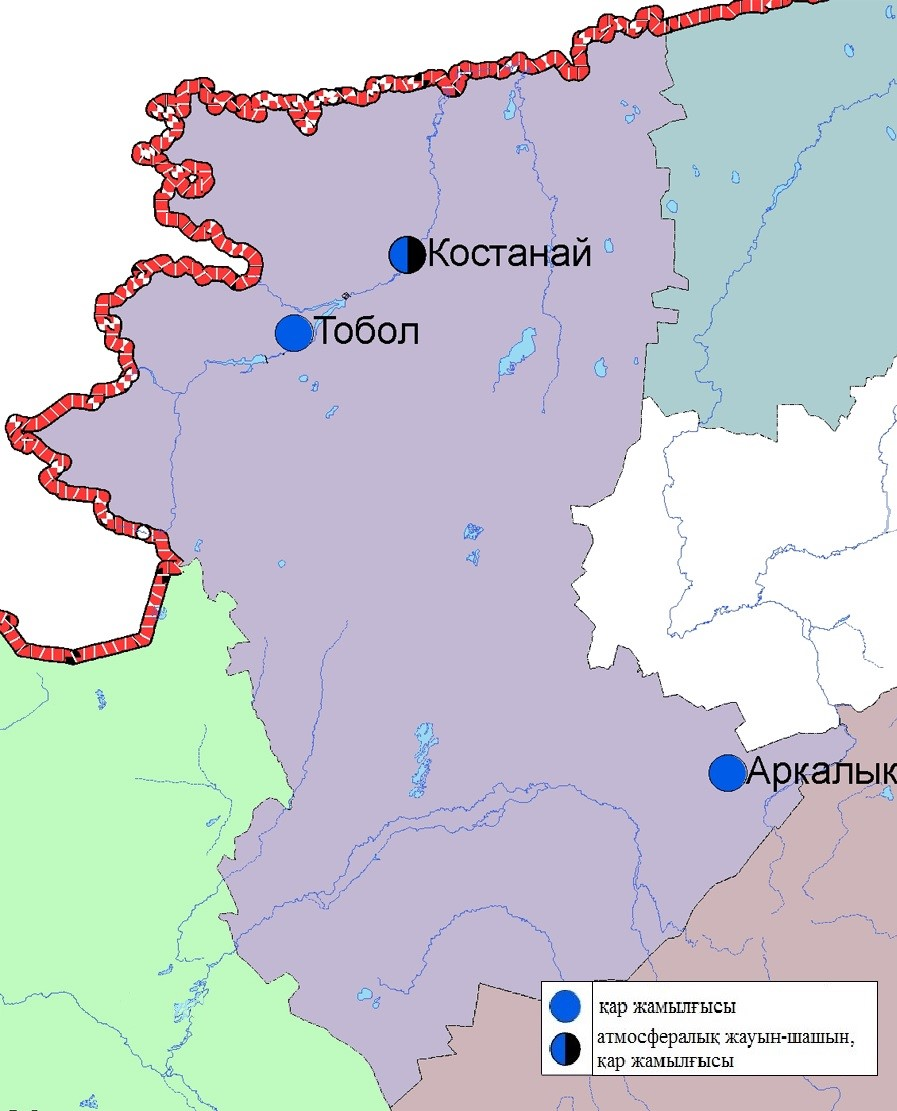 Костанай
Тобол
Аркалык
қар жамылғысы
атмосфералық жауын-шашын,
қар жамылғысы